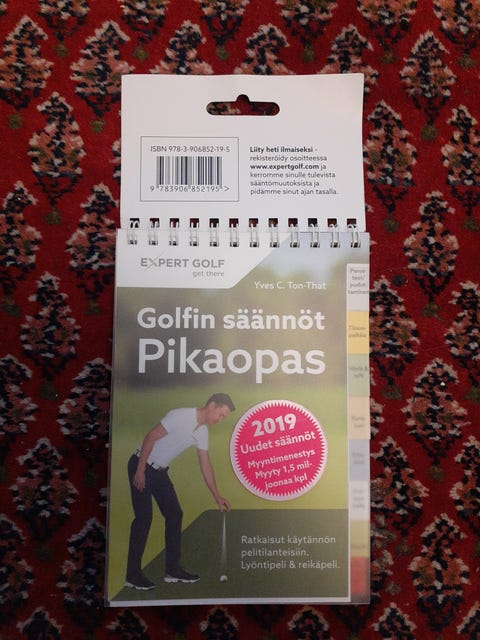 ISBN 978-3-906852-19-5
9 783906 852195 >
Liity heti ilmaiseksi -
rekisteröidy osoitteessa
www.expertgolf.com ja
kerromme sinulle tulevista
sääntömuutoksista ja
pidämme sinut ajan tasalla.
EXPERT GOLF
get there
Yves C. Ton-That
Golfin säännöt
Pikaopas
2019
Uudet säännöt
Myyntimenestys
Myyty 1,5 mil-
joonaa kpl
Ratkaisut käytännön
pelitilanteisiin.
Lyöntipeli & reikäpeli.